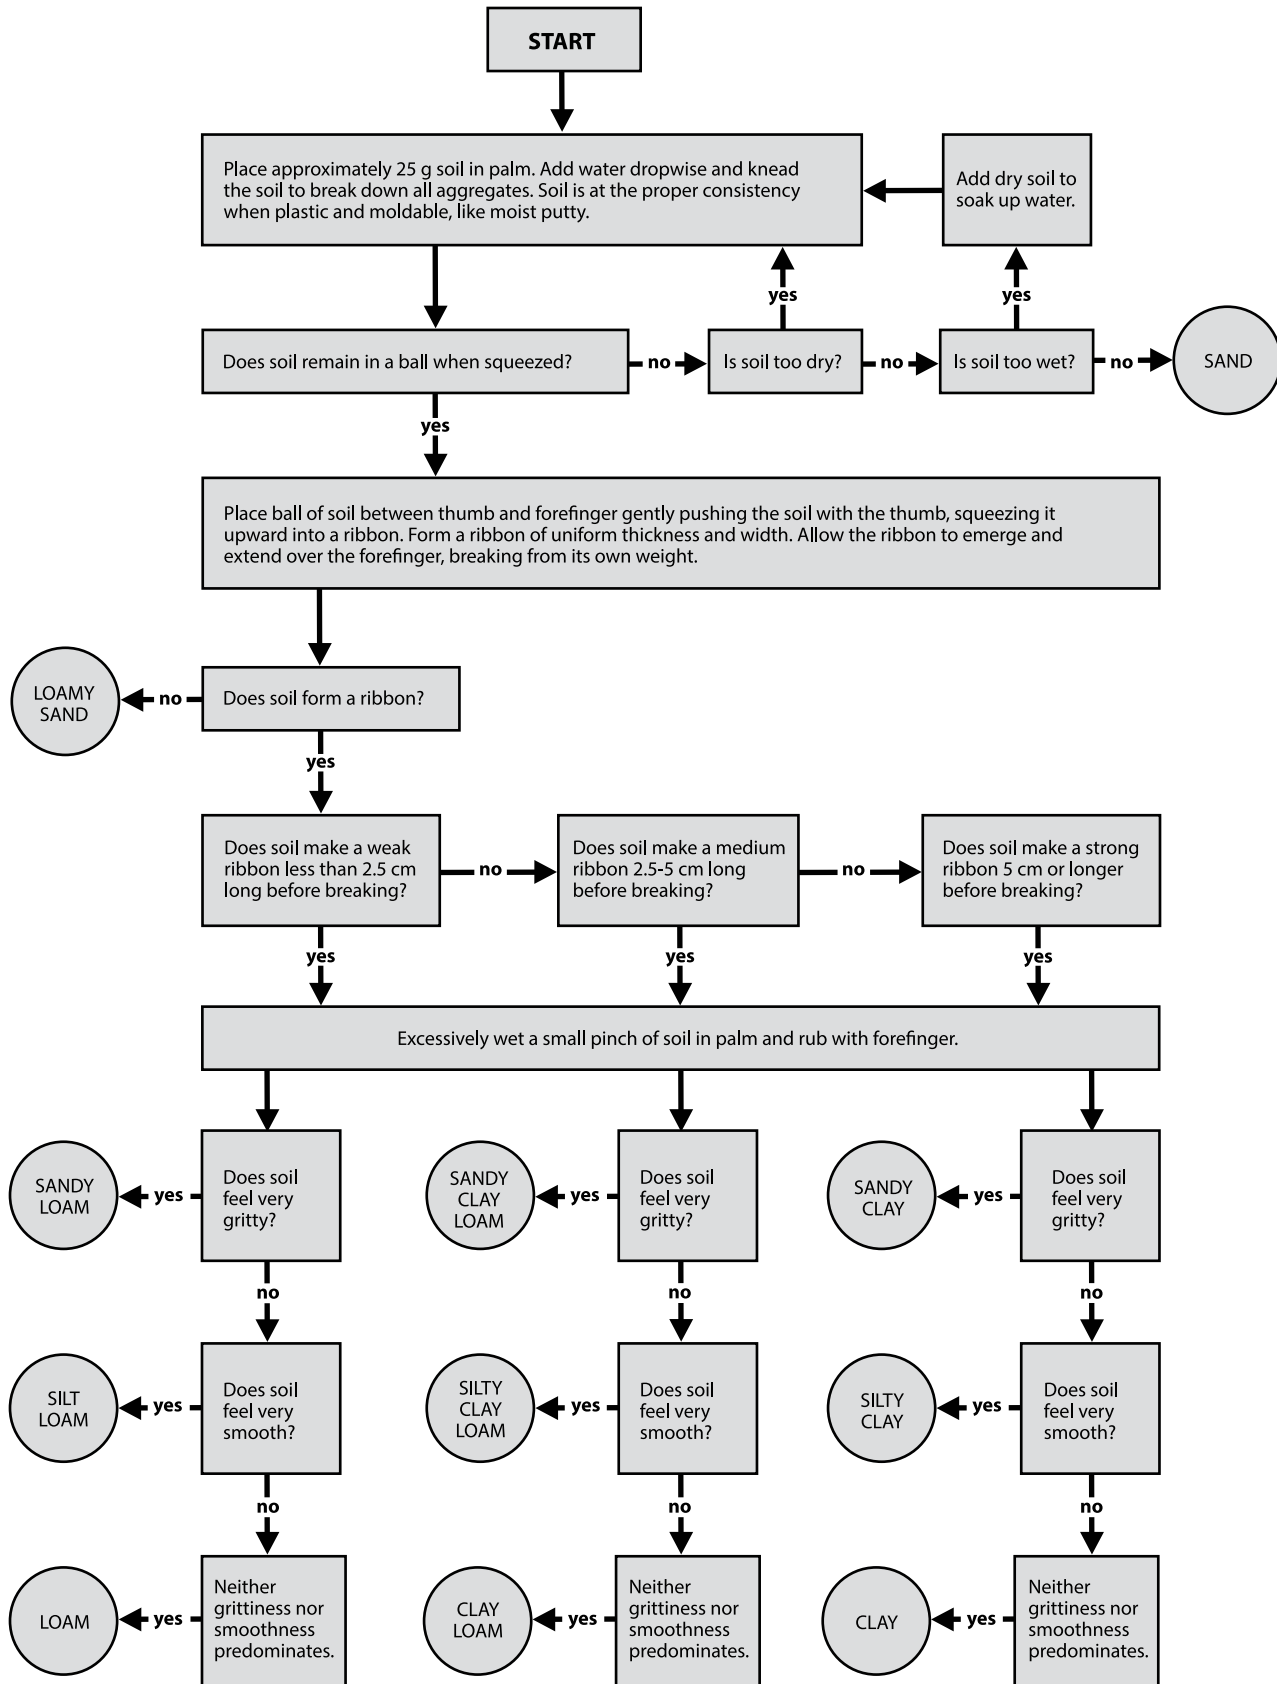 START
Place approximately 25 g soil in palm. Add water dropwise and knead
the soil to break down all aggregates. Soil is at the proper consistency
when plastic and moldable, like moist putty.
Add dry soil to
soak up water.
yes
yes
Does soil remain in a ball when squeezed?
no
Is soil too dry?
no
Is soil too wet?
no
SAND
yes
Place ball of soil between thumb and forefinger gently pushing the soil with the thumb, squeezing it
upward into a ribbon. Form a ribbon of uniform thickness and width. Allow the ribbon to emerge and
extend over the forefinger, breaking from its own weight.
LOAMY
SAND
no
Does soil form a ribbon?
yes
Does soil make a weak
ribbon less than 2.5 cm
long before breaking?
no
Does soil make a medium
ribbon 2.5-5 cm long
before breaking?
no
Does soil make a strong
ribbon 5 cm or longer
before breaking?
yes
yes
yes
Excessively wet a small pinch of soil in palm and rub with forefinger.
SANDY
LOAM
yes
Does soil
feel very
gritty?
SANDY
CLAY
LOAM
yes
Does soil
feel very
gritty?
SANDY
CLAY
yes
Does soil
feel very
gritty?
no
no
no
SILT
LOAM
yes
Does soil
feel very
smooth?
SILTY
CLAY
LOAM
yes
Does soil
feel very
smooth?
SILTY
CLAY
yes
Does soil
feel very
smooth?
no
no
no
LOAM
yes
Neither
grittiness nor
smoothness
predominates.
CLAY
LOAM
yes
Neither
grittiness nor
smoothness
predominates.
CLAY
yes
Neither
grittiness nor
smoothness
predominates.